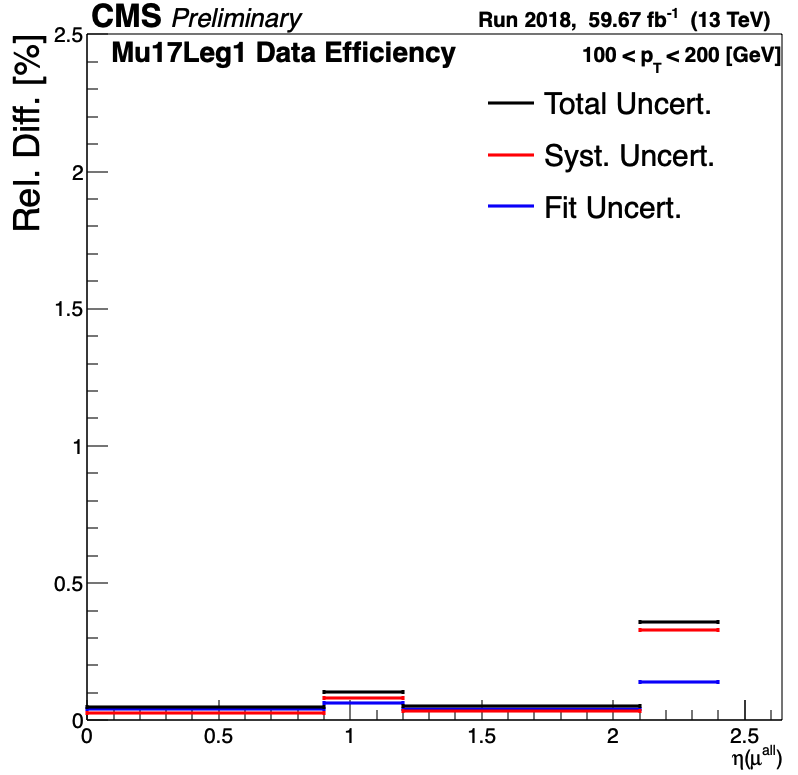 CMS Preliminary
Run 2018, 59.67 fb⁻¹ (13 TeV)
Mu17Leg1 Data Efficiency
100 < p_T < 200 [GeV]
Rel. Diff. [%]
Total Uncert.
Syst. Uncert.
Fit Uncert.
2.5
2
1.5
1
0.5
0
0 0.5 1 1.5 2 2.5
η(μᵃˡˡ)